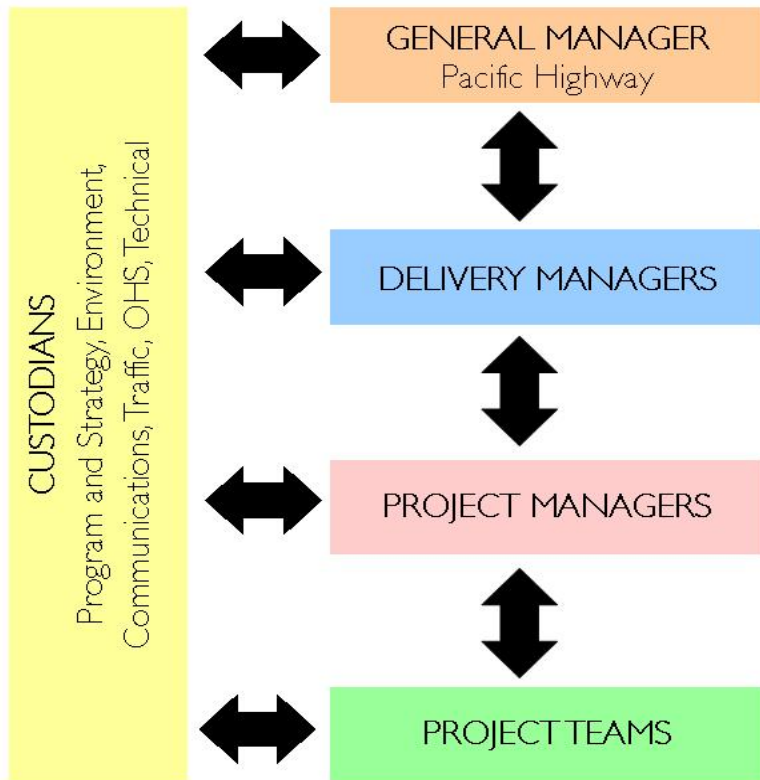 CUSTODIANS
Program and Strategy, Environment,
Communications, Traffic, OHS, Technical
GENERAL MANAGER
Pacific Highway
DELIVERY MANAGERS
PROJECT MANAGERS
PROJECT TEAMS